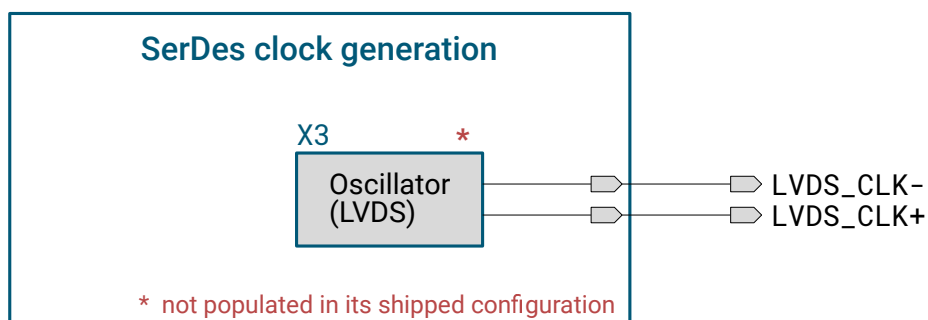 SerDes clock generation
X3 *
Oscillator
(LVDS)
LVDS_CLK-
LVDS_CLK+
* not populated in its shipped configuration